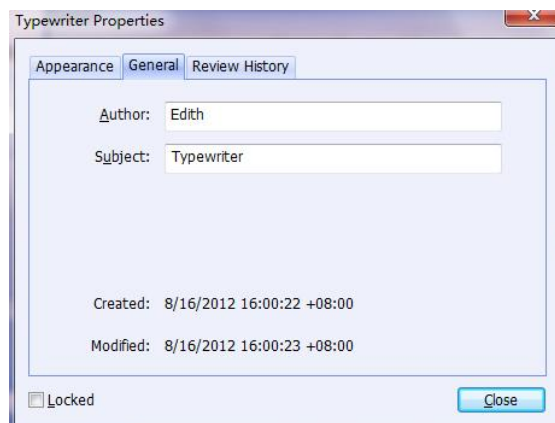 Typewriter Properties
Appearance General Review History
Author: Edith
Subject: Typewriter
Created: 8/16/2012 16:00:22 +08:00
Modified: 8/16/2012 16:00:23 +08:00
Locked Close